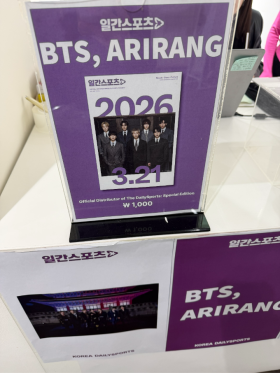 일간스포츠
BTS, ARIRANG
일간스포츠
2026
3.21
Official Distributor of The DailySports: Special Edition
₩ 1,000
일간스포츠
KOREA DAILYSPORTS
일간스포츠
BTS,
ARIRANG
KOREA DAILYSPORTS